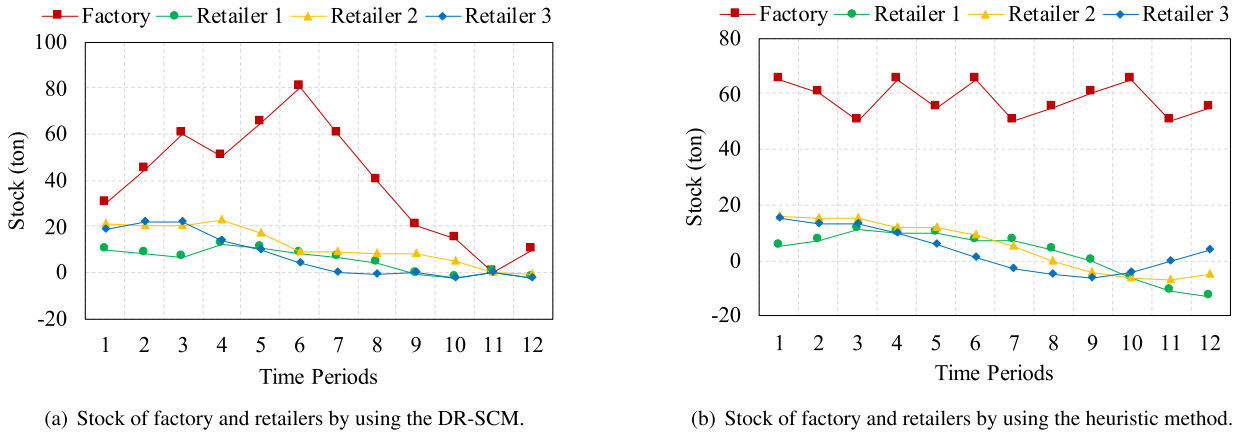 Factory Retailer 1 Retailer 2 Retailer 3
100
80
60
40
20
0
-20
Stock (ton)
1 2 3 4 5 6 7 8 9 10 11 12
Time Periods
(a) Stock of factory and retailers by using the DR-SCM.
Factory Retailer 1 Retailer 2 Retailer 3
80
60
40
20
0
-20
Stock (ton)
1 2 3 4 5 6 7 8 9 10 11 12
Time Periods
(b) Stock of factory and retailers by using the heuristic method.